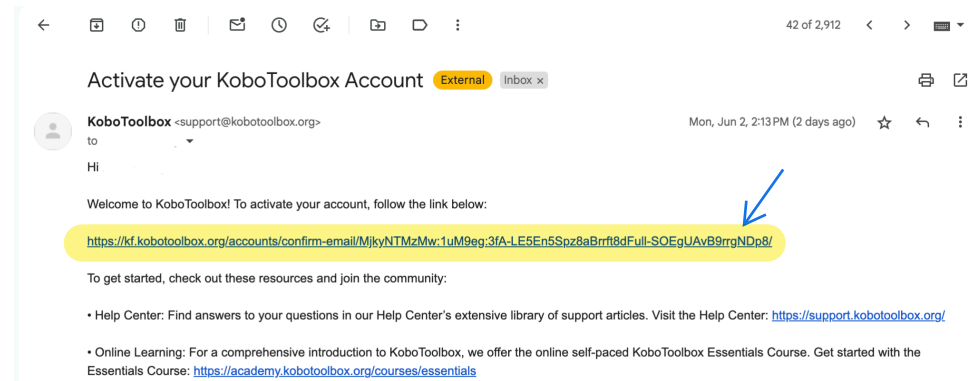 42 of 2,912
Activate your KoboToolbox Account External Inbox ×
KoboToolbox <support@kobotoolbox.org> Mon, Jun 2, 2:13 PM (2 days ago)
to
Hi
Welcome to KoboToolbox! To activate your account, follow the link below:
https://kf.kobotoolbox.org/accounts/confirm-email/MjkyNTMzMw:1uM9eg:3fA-LE5En5Spz8aBrrft8dFull-SOEgUAvB9rrgNDp8/
To get started, check out these resources and join the community:
• Help Center: Find answers to your questions in our Help Center's extensive library of support articles. Visit the Help Center: https://support.kobotoolbox.org/
• Online Learning: For a comprehensive introduction to KoboToolbox, we offer the online self-paced KoboToolbox Essentials Course. Get started with the
Essentials Course: https://academy.kobotoolbox.org/courses/essentials